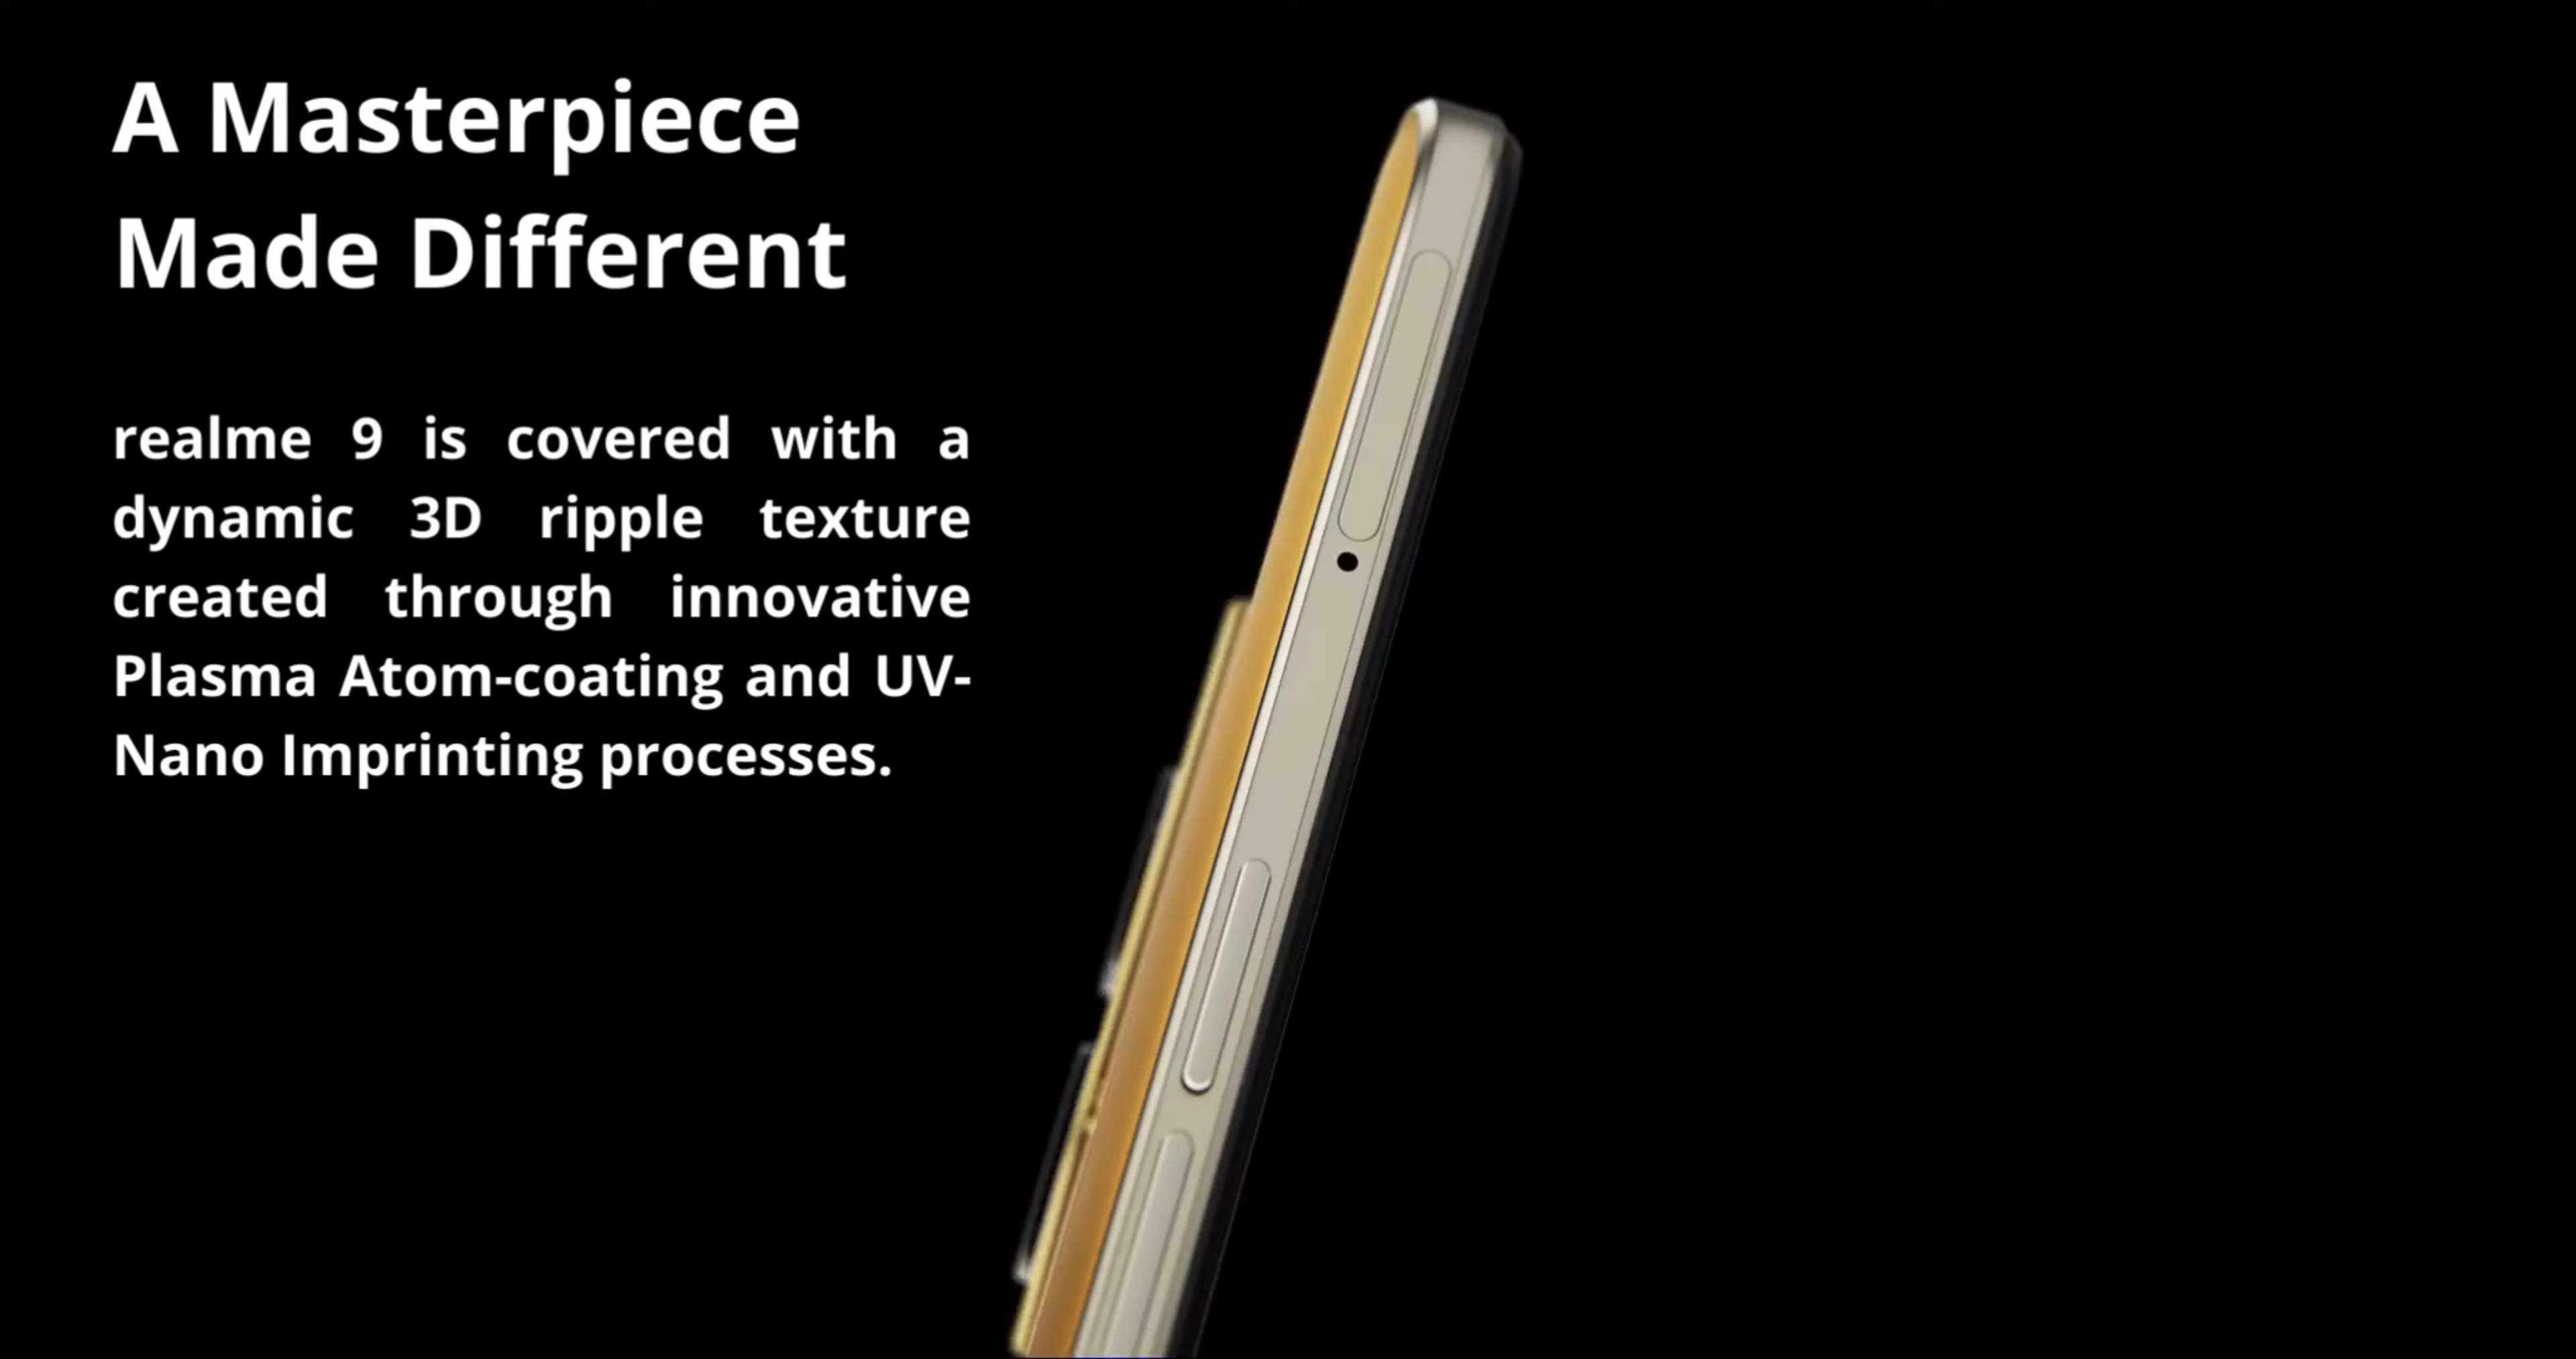 A Masterpiece
Made Different
realme 9 is covered with a
dynamic 3D ripple texture
created through innovative
Plasma Atom-coating and UV-
Nano Imprinting processes.